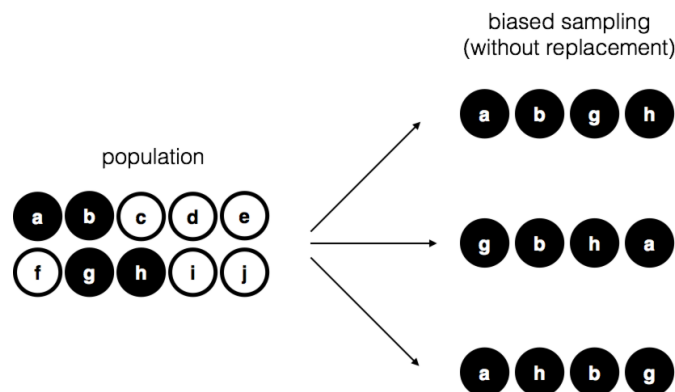 biased sampling
(without replacement)
a b g h
population
a b c d e
f g h i j
g b h a
a h b g